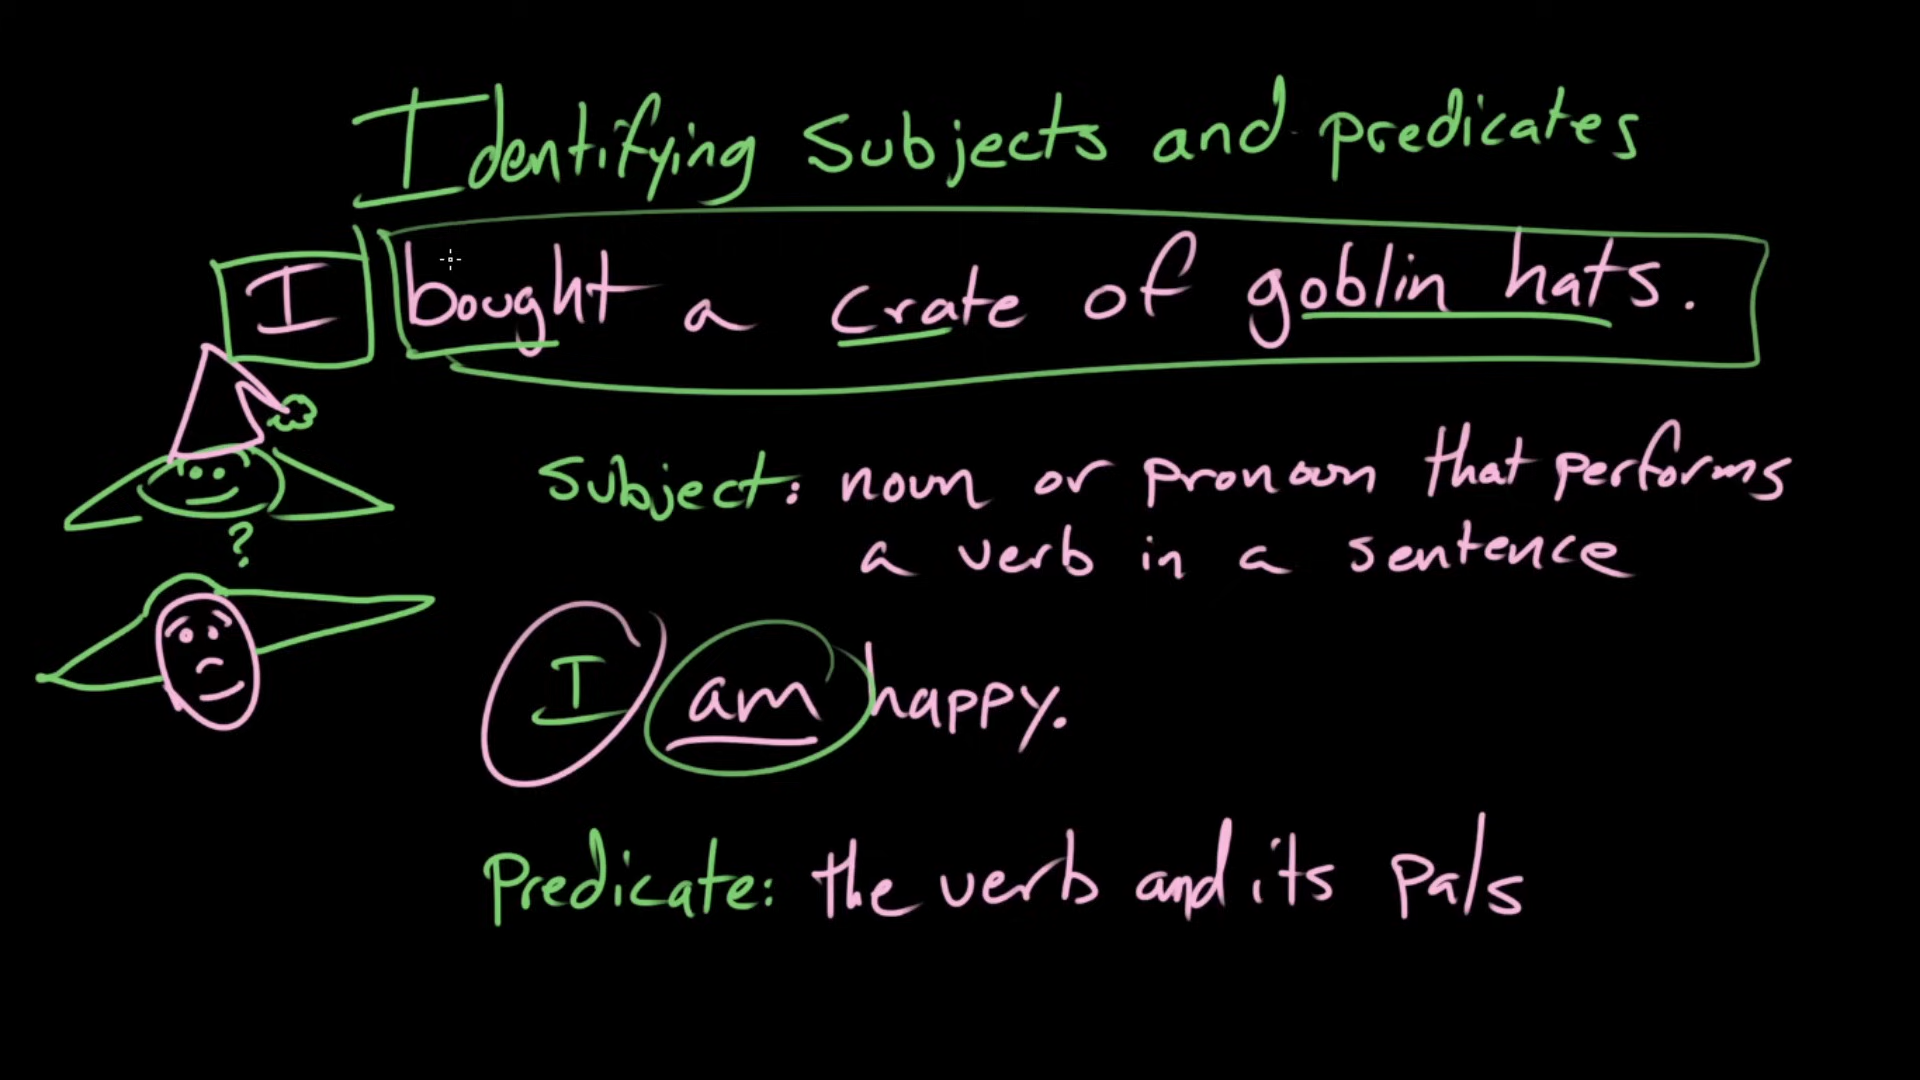 Identifying subjects and predicates
I bought a crate of goblin hats.
?
Subject: noun or pronoun that performs
a verb in a sentence
I am happy.
Predicate: the verb and its pals